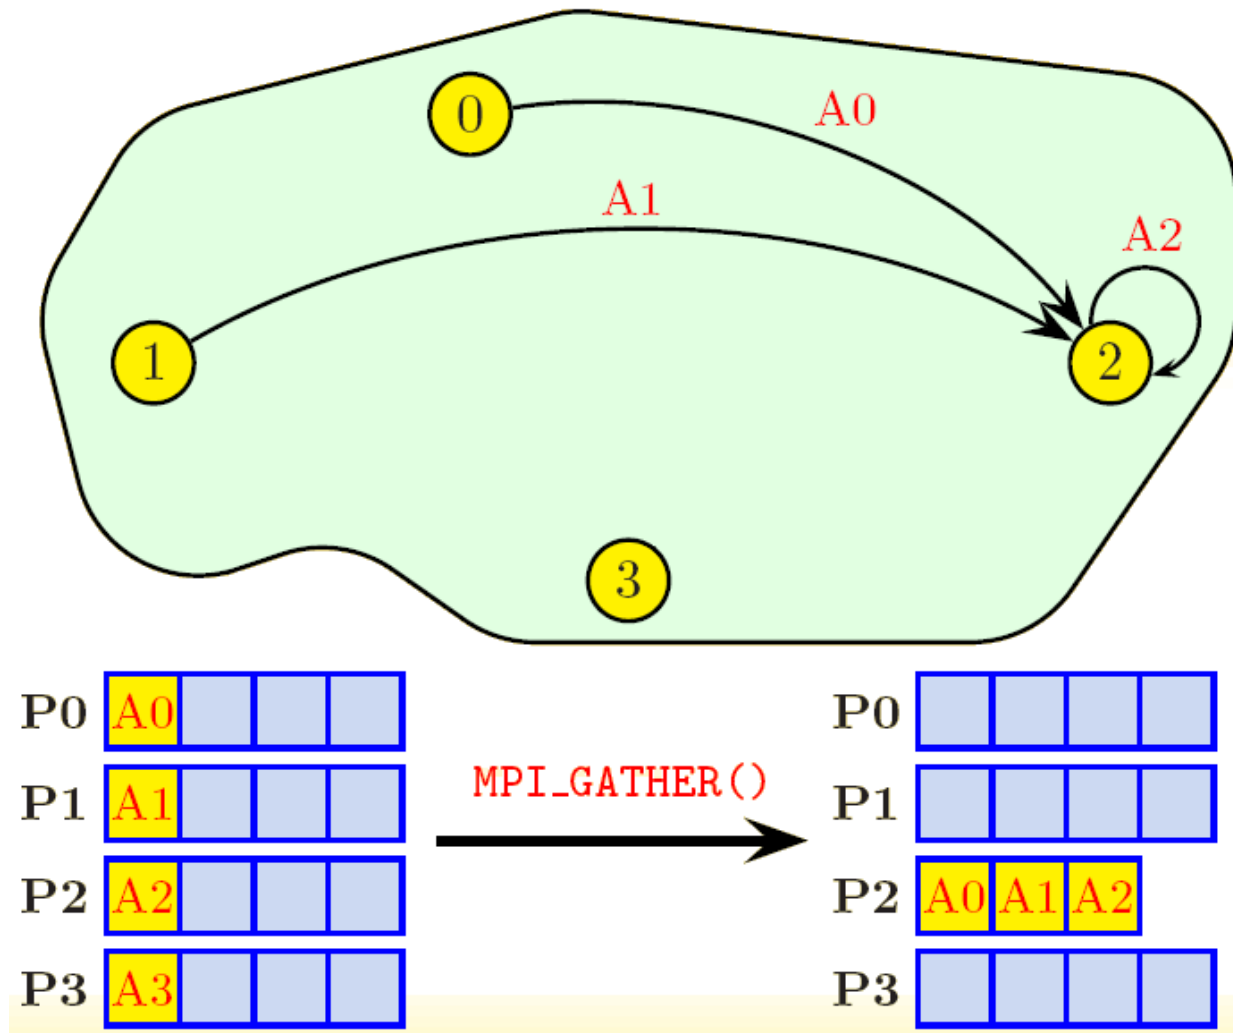 0
A0
A1
A2
1
2
3
P0 A0
P0
P1 A1
MPI_GATHER()
P1
P2 A2
P2 A0 A1 A2
P3 A3
P3